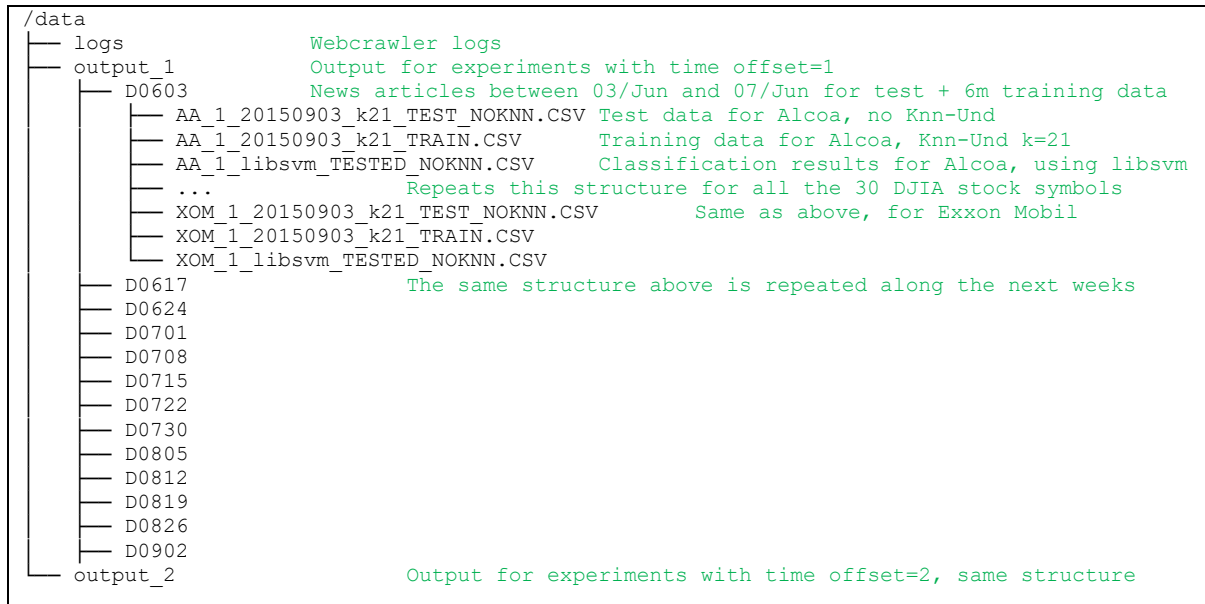 /data
├── logs Webcrawler logs
├── output_1 Output for experiments with time offset=1
│ ├── D0603 News articles between 03/Jun and 07/Jun for test + 6m training data
│ │ ├── AA_1_20150903_k21_TEST_NOKNN.CSV Test data for Alcoa, no Knn-Und
│ │ ├── AA_1_20150903_k21_TRAIN.CSV Training data for Alcoa, Knn-Und k=21
│ │ ├── AA_1_libsvm_TESTED_NOKNN.CSV Classification results for Alcoa, using libsvm
│ │ ├── ... Repeats this structure for all the 30 DJIA stock symbols
│ │ ├── XOM_1_20150903_k21_TEST_NOKNN.CSV Same as above, for Exxon Mobil
│ │ ├── XOM_1_20150903_k21_TRAIN.CSV
│ │ └── XOM_1_libsvm_TESTED_NOKNN.CSV
│ ├── D0617 The same structure above is repeated along the next weeks
│ ├── D0624
│ ├── D0701
│ ├── D0708
│ ├── D0715
│ ├── D0722
│ ├── D0730
│ ├── D0805
│ ├── D0812
│ ├── D0819
│ ├── D0826
│ ├── D0902
└── output_2 Output for experiments with time offset=2, same structure